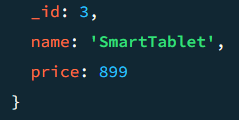 _id: 3,
name: 'SmartTablet',
price: 899
}